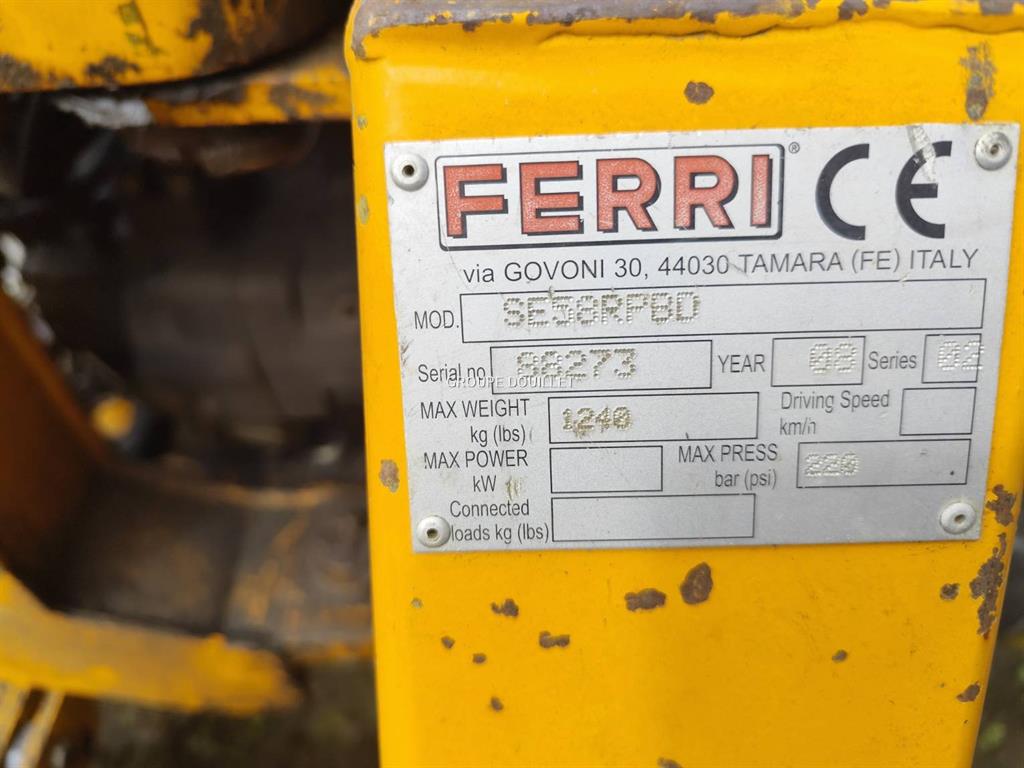 FERRI® CE
via GOVONI 30, 44030 TAMARA (FE) ITALY
MOD. SE58RPBD
Serial no. 88273 YEAR 08 Series 02
GROUPE DOUILLET
MAX WEIGHT kg (lbs) 1240 Driving Speed km/h
MAX POWER kW MAX PRESS bar (psi) 220
Connected loads kg (lbs)